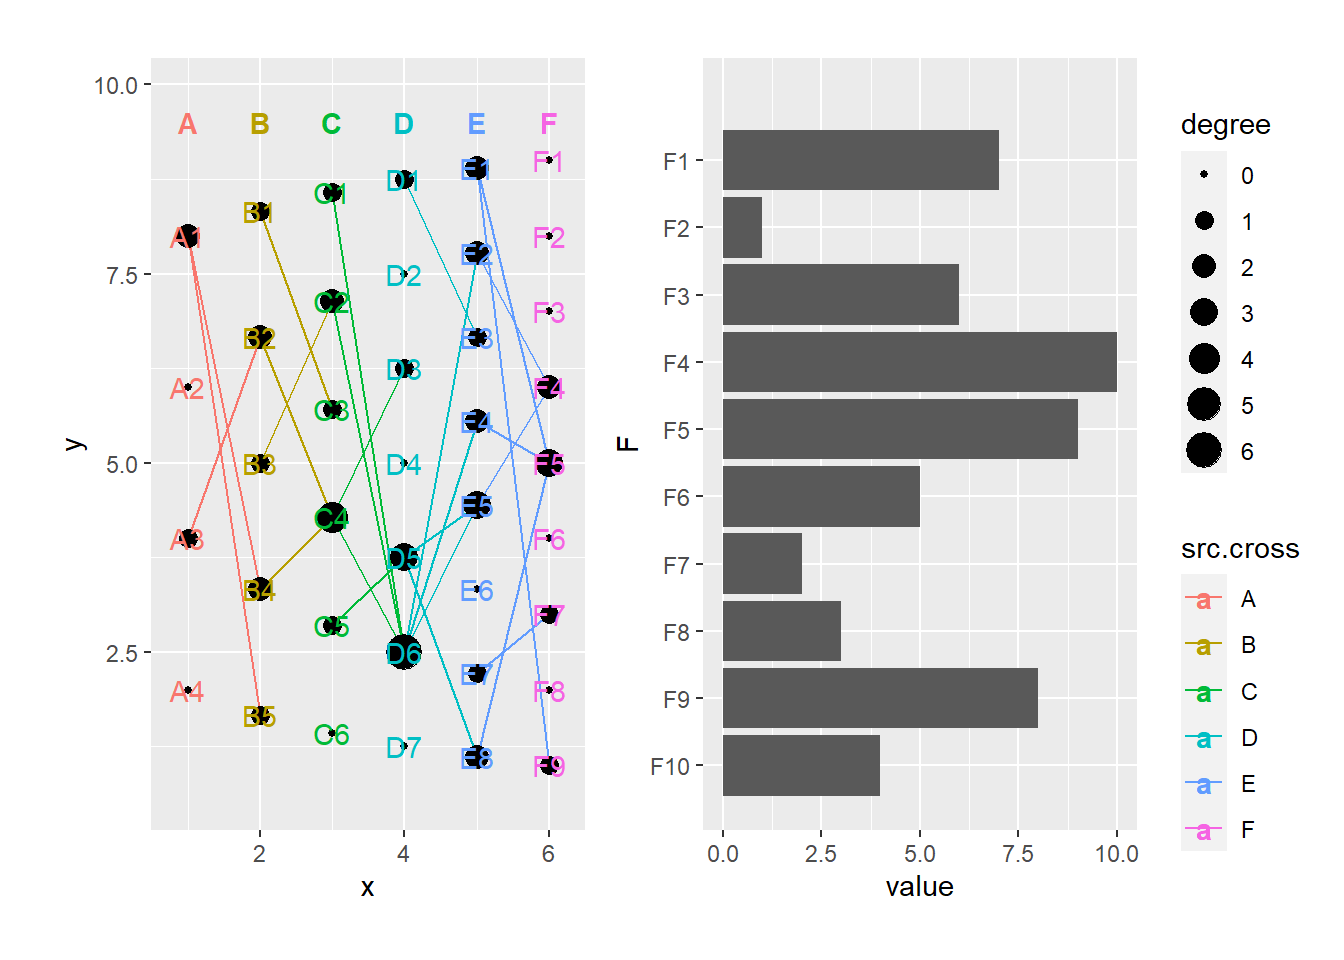 10.0
7.5
5.0
2.5
y
A B C D E F
A1
A2
A3
A4
B1
B2
B3
B4
B5
C1
C2
C3
C4
C5
C6
D1
D2
D3
D4
D5
D6
D7
E1
E2
E3
E4
E5
E6
E7
E8
F1
F2
F3
F4
F5
F6
F7
F8
F9
2 4 6
x
F
F1
F2
F3
F4
F5
F6
F7
F8
F9
F10
0.0 2.5 5.0 7.5 10.0
value
degree
0
1
2
3
4
5
6
src.cross
a A
a B
a C
a D
a E
a F